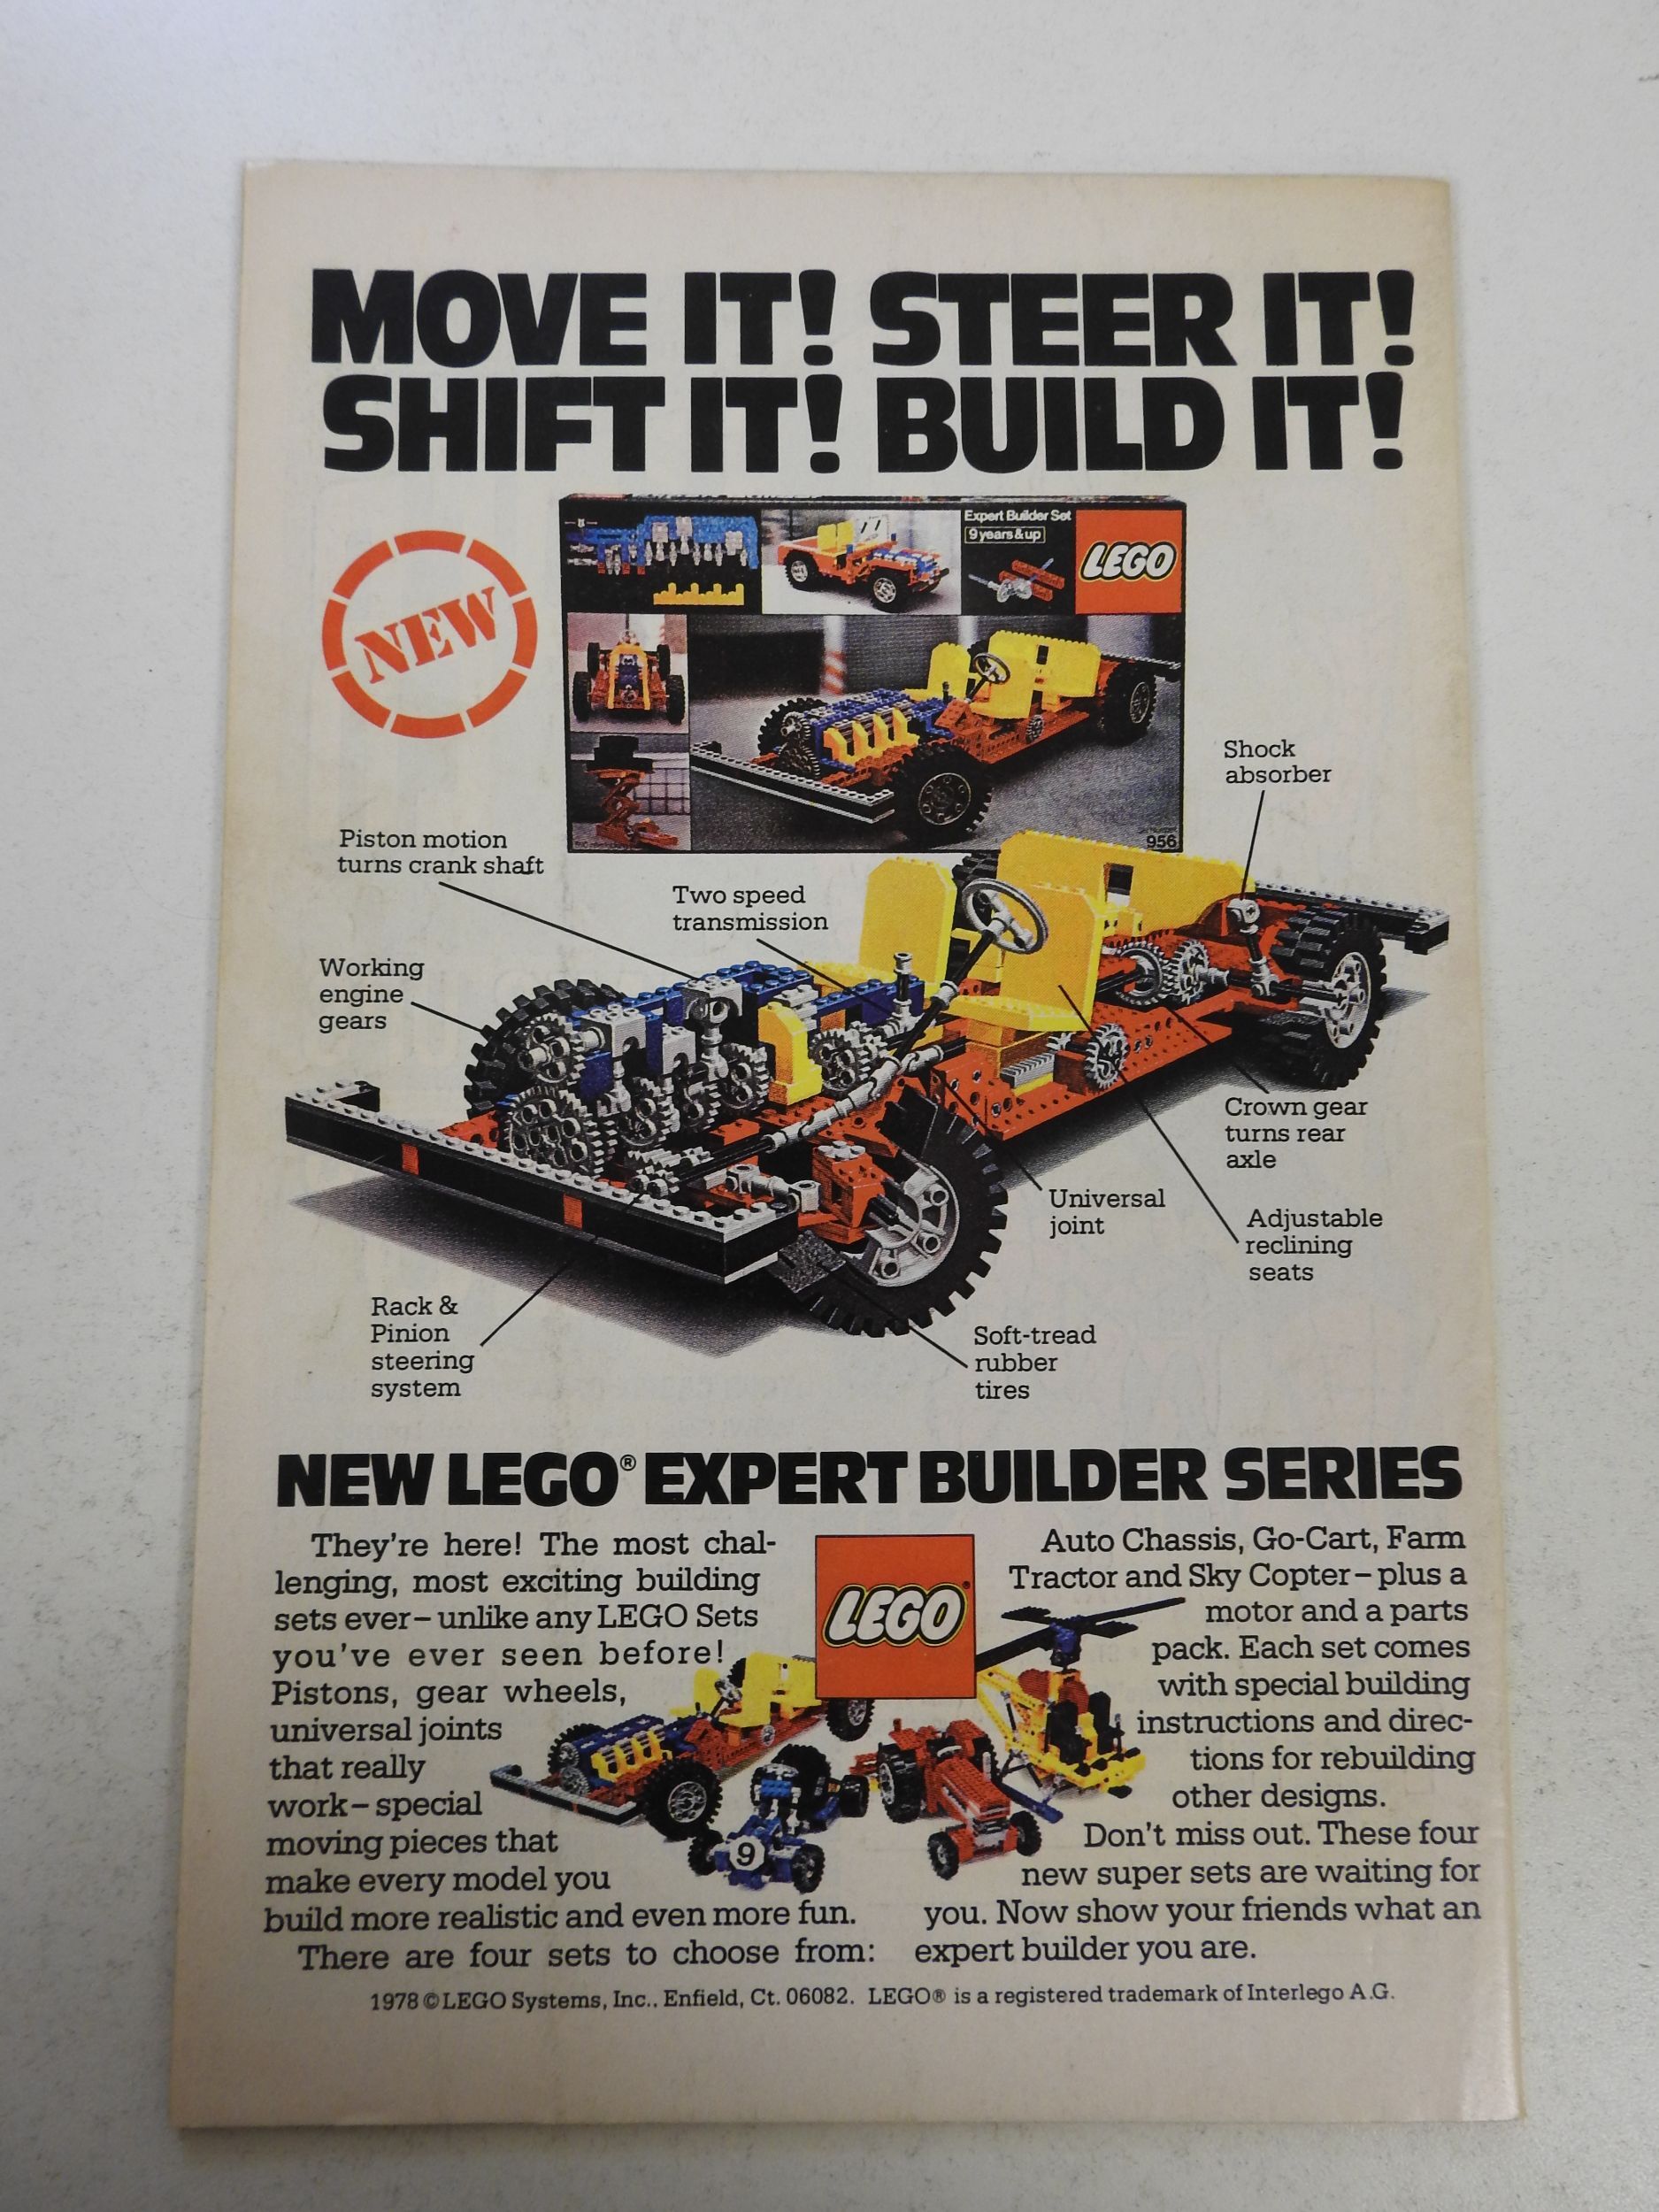 MOVE IT! STEER IT!
SHIFT IT! BUILD IT!
NEW
Expert Builder Set
9 years & up
LEGO
956
Shock
absorber
Piston motion
turns crank shaft
Two speed
transmission
Working
engine
gears
Crown gear
turns rear
axle
Universal
joint
Adjustable
reclining
seats
Rack &
Pinion
steering
system
Soft-tread
rubber
tires
NEW LEGO® EXPERT BUILDER SERIES
They're here! The most chal-
lenging, most exciting building
sets ever–unlike any LEGO Sets
you've ever seen before!
Pistons, gear wheels,
universal joints
that really
work–special
moving pieces that
make every model you
build more realistic and even more fun.
There are four sets to choose from:
LEGO®
9
Auto Chassis, Go-Cart, Farm
Tractor and Sky Copter–plus a
motor and a parts
pack. Each set comes
with special building
instructions and direc-
tions for rebuilding
other designs.
Don't miss out. These four
new super sets are waiting for
you. Now show your friends what an
expert builder you are.
1978 © LEGO Systems, Inc.. Enfield, Ct. 06082. LEGO® is a registered trademark of Interlego A.G.